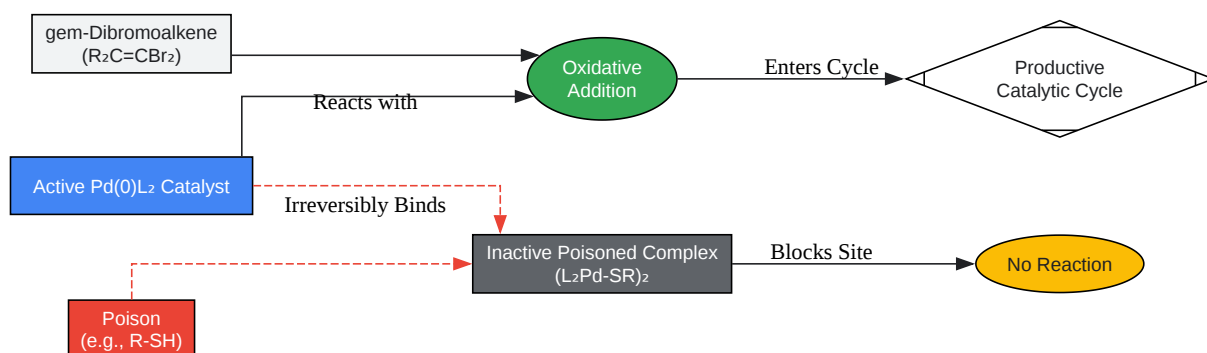 gem-Dibromoalkene
(R₂C=CBr₂)
Oxidative
Addition
Enters Cycle
Productive
Catalytic Cycle
Reacts with
Active Pd(0)L₂ Catalyst
Irreversibly Binds
Inactive Poisoned Complex
(L₂Pd-SR)₂
Blocks Site
No Reaction
Poison
(e.g., R-SH)